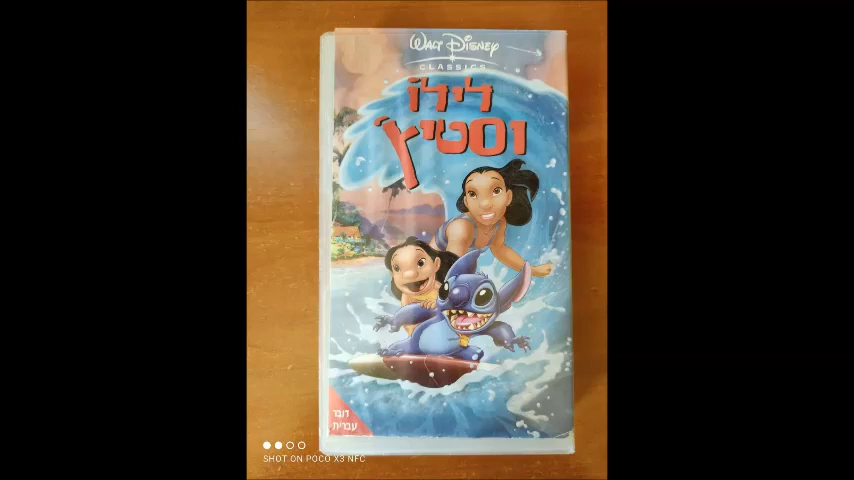 WALT DISNEY
CLASSICS
לילו
וסטיץ'
דובר
עברית
SHOT ON POCO X3 NFC